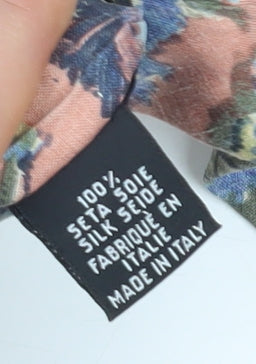 100%
SETA SOIE
SILK SEIDE
FABRIQUÉ EN
ITALIE
MADE IN ITALY